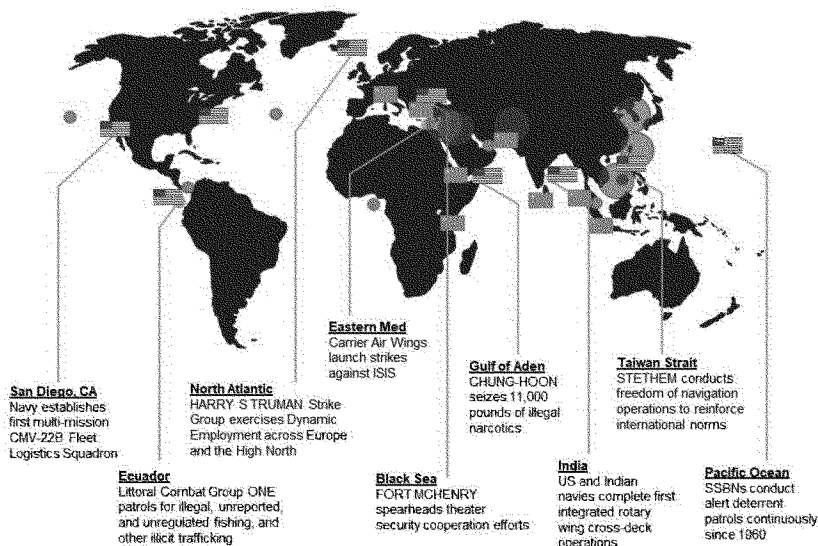 Eastern Med
Carrier Air Wings
launch strikes
against ISIS
San Diego, CA
Navy establishes
first multi-mission
CMV-22B Fleet
Logistics Squadron
North Atlantic
HARRY S TRUMAN Strike
Group exercises Dynamic
Employment across Europe
and the High North
Gulf of Aden
CHUNG-HOON
seizes 11,000
pounds of illegal
narcotics
Taiwan Strait
STETHEM conducts
freedom of navigation
operations to reinforce
international norms
Ecuador
Littoral Combat Group ONE
patrols for illegal, unreported,
and unregulated fishing, and
other illicit trafficking
Black Sea
FORT MCHENRY
spearheads theater
security cooperation efforts
India
US and Indian
navies complete first
integrated rotary
wing cross-deck
operations
Pacific Ocean
SSBNs conduct
alert deterrent
patrols continuously
since 1960